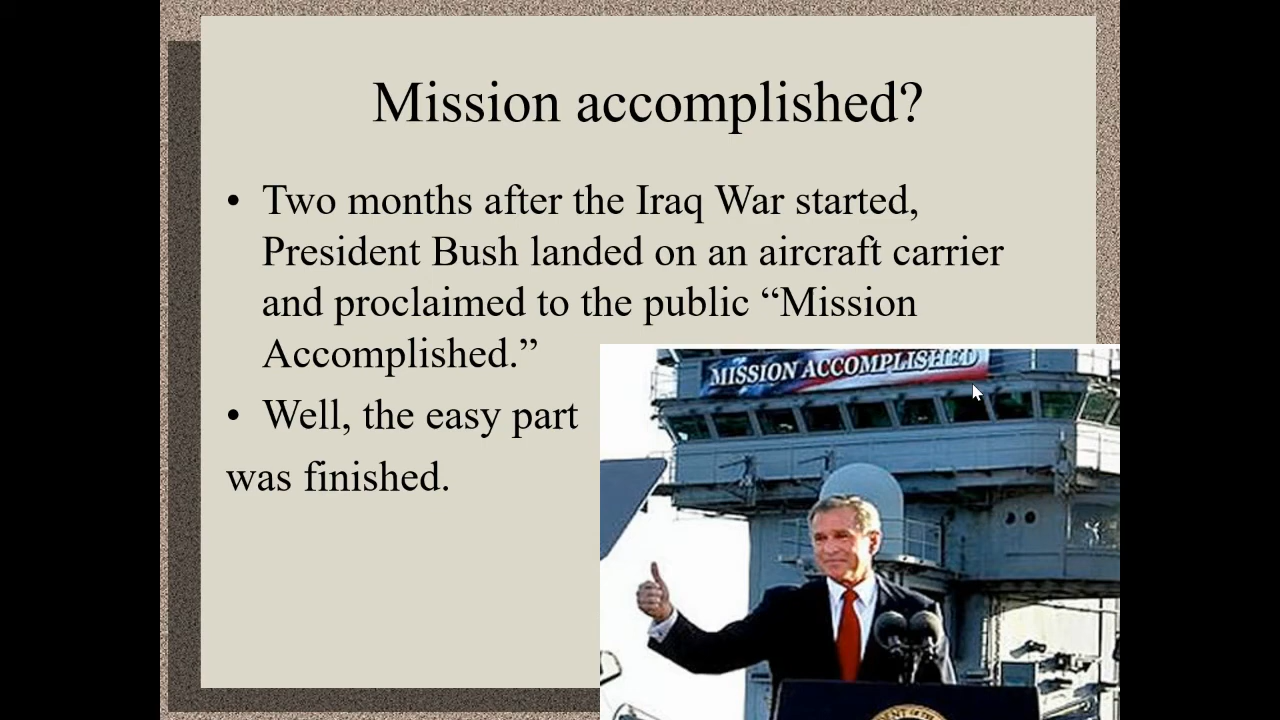 Mission accomplished?
• Two months after the Iraq War started,
President Bush landed on an aircraft carrier
and proclaimed to the public “Mission
Accomplished.”
• Well, the easy part
was finished.
MISSION ACCOMPLISHED